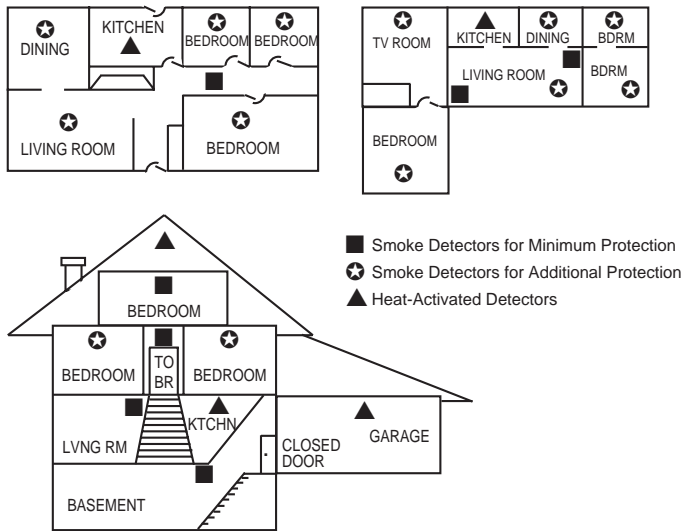 DINING
KITCHEN
BEDROOM
BEDROOM
LIVING ROOM
BEDROOM
TV ROOM
KITCHEN
DINING
BDRM
LIVING ROOM
BDRM
BEDROOM
Smoke Detectors for Minimum Protection
Smoke Detectors for Additional Protection
Heat-Activated Detectors
BEDROOM
BEDROOM
TO
BR
BEDROOM
LVNG RM
KTCHN
CLOSED
DOOR
GARAGE
BASEMENT